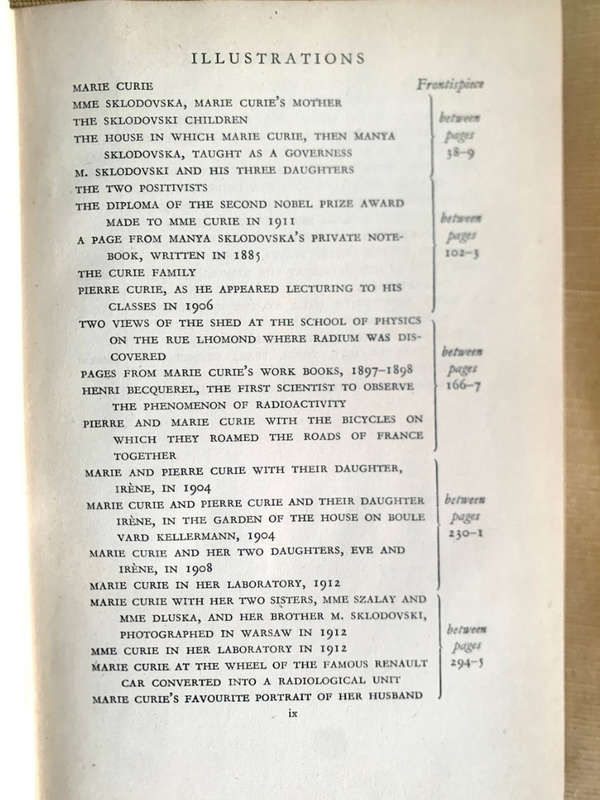 ILLUSTRATIONS
MARIE CURIE Frontispiece
MME SKLODOVSKA, MARIE CURIE'S MOTHER
THE SKLODOVSKI CHILDREN
THE HOUSE IN WHICH MARIE CURIE, THEN MANYA
SKLODOVSKA, TAUGHT AS A GOVERNESS
M. SKLODOVSKI AND HIS THREE DAUGHTERS
between
pages
38-9
THE TWO POSITIVISTS
THE DIPLOMA OF THE SECOND NOBEL PRIZE AWARD
MADE TO MME CURIE IN 1911
A PAGE FROM MANYA SKLODOVSKA'S PRIVATE NOTE-
BOOK, WRITTEN IN 1885
THE CURIE FAMILY
PIERRE CURIE, AS HE APPEARED LECTURING TO HIS
CLASSES IN 1906
between
pages
102-3
TWO VIEWS OF THE SHED AT THE SCHOOL OF PHYSICS
ON THE RUE LHOMOND WHERE RADIUM WAS DIS-
COVERED
PAGES FROM MARIE CURIE'S WORK BOOKS, 1897-1898
HENRI BECQUEREL, THE FIRST SCIENTIST TO OBSERVE
THE PHENOMENON OF RADIOACTIVITY
PIERRE AND MARIE CURIE WITH THE BICYCLES ON
WHICH THEY ROAMED THE ROADS OF FRANCE
TOGETHER
between
pages
166-7
MARIE AND PIERRE CURIE WITH THEIR DAUGHTER,
IRÈNE, IN 1904
MARIE CURIE AND PIERRE CURIE AND THEIR DAUGHTER
IRÈNE, IN THE GARDEN OF THE HOUSE ON BOULE
VARD KELLERMANN, 1904
MARIE CURIE AND HER TWO DAUGHTERS, EVE AND
IRÈNE, IN 1908
MARIE CURIE IN HER LABORATORY, 1912
between
pages
230-1
MARIE CURIE WITH HER TWO SISTERS, MME SZALAY AND
MME DLUSKA, AND HER BROTHER M. SKLODOVSKI,
PHOTOGRAPHED IN WARSAW IN 1912
MME CURIE IN HER LABORATORY IN 1912
MARIE CURIE AT THE WHEEL OF THE FAMOUS RENAULT
CAR CONVERTED INTO A RADIOLOGICAL UNIT
MARIE CURIE'S FAVOURITE PORTRAIT OF HER HUSBAND
between
pages
294-5
ix